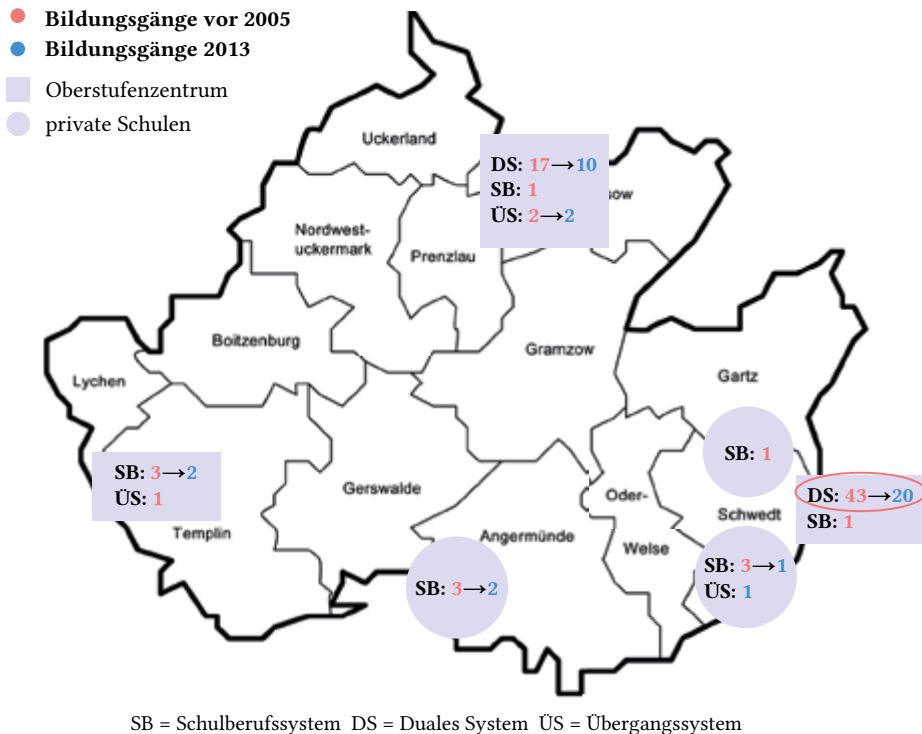 Bildungsgänge vor 2005
Bildungsgänge 2013
Oberstufenzentrum
private Schulen
Uckerland
DS: 17→10
SB: 1
ÜS: 2→2
sow
Nordwest-
uckermark
Prenzlau
Boitzenburg
Gramzow
Lychen
Gartz
SB: 1
SB: 3→2
ÜS: 1
Gerswalde
Oder-
DS: 43→20
SB: 1
Schwedt
Templin
Angermünde
Welse
SB: 3→2
SB: 3→1
ÜS: 1
SB = Schulberufssystem DS = Duales System ÜS = Übergangssystem